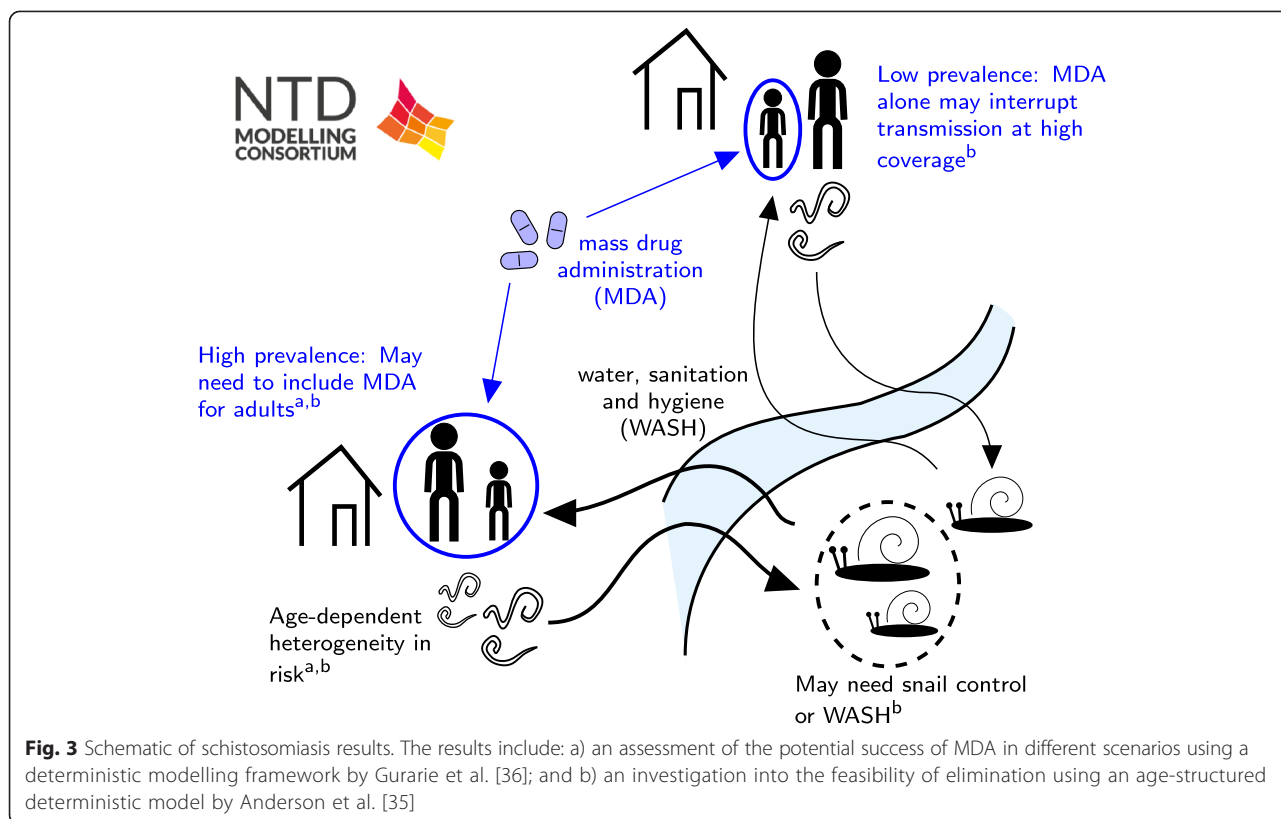 NTD
MODELLING
CONSORTIUM
Low prevalence: MDA
alone may interrupt
transmission at high
coverage^b
mass drug
administration
(MDA)
High prevalence: May
need to include MDA
for adults^a,b
water, sanitation
and hygiene
(WASH)
Age-dependent
heterogeneity in
risk^a,b
May need snail control
or WASH^b
Fig. 3 Schematic of schistosomiasis results. The results include: a) an assessment of the potential success of MDA in different scenarios using a
deterministic modelling framework by Gurarie et al. [36]; and b) an investigation into the feasibility of elimination using an age-structured
deterministic model by Anderson et al. [35]